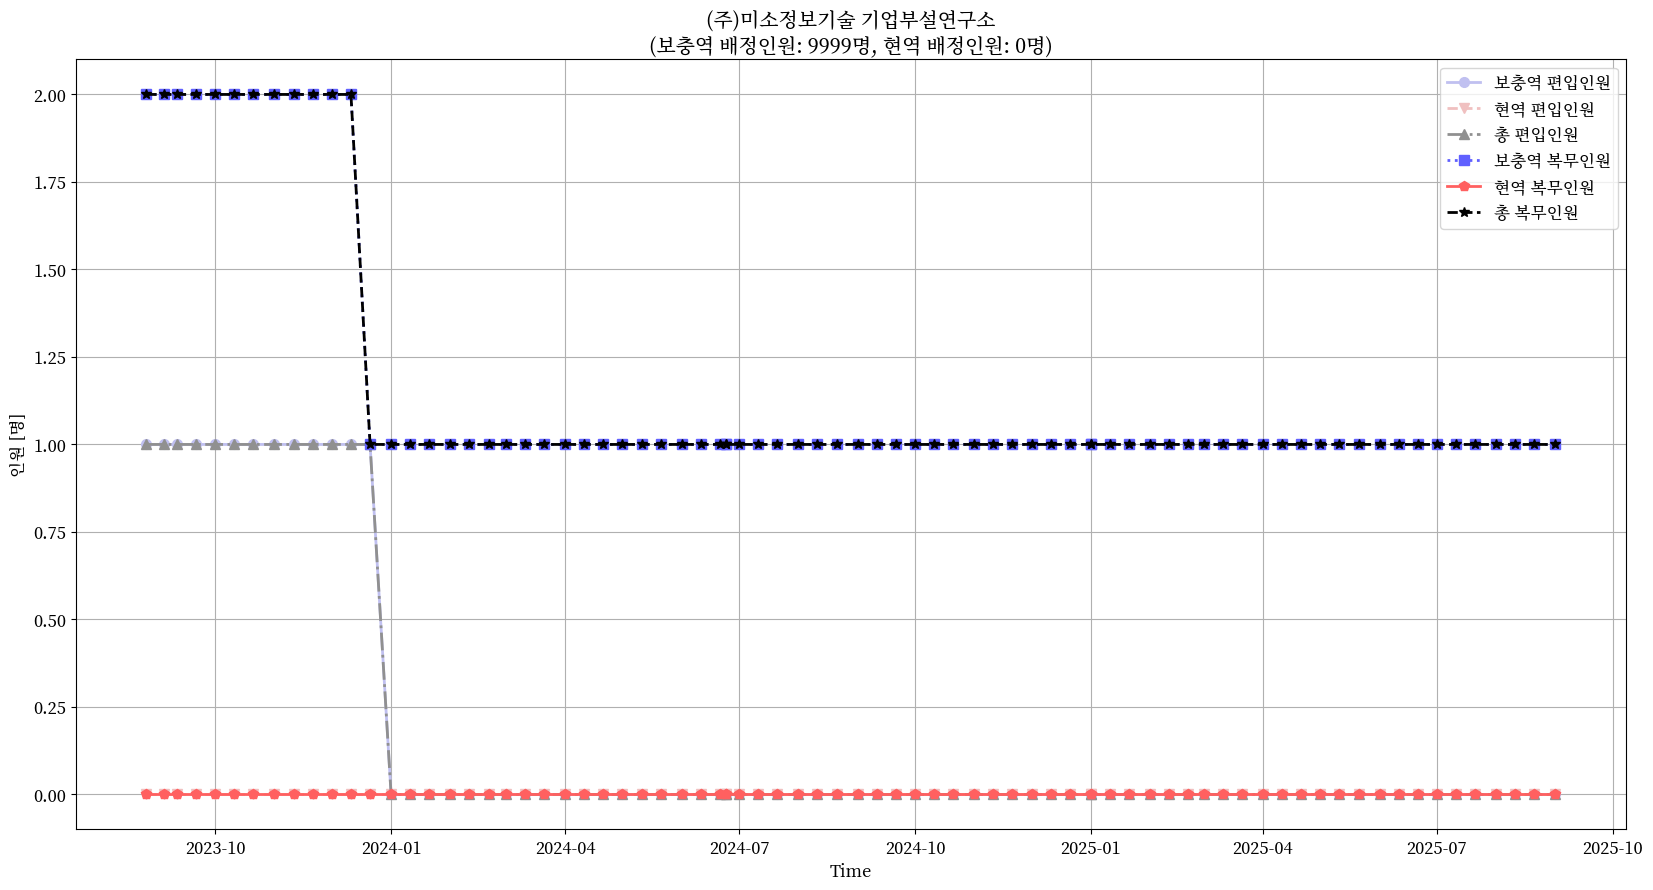 (주)미소정보기술 기업부설연구소
(보충역 배정인원: 9999명, 현역 배정인원: 0명)
보충역 편입인원
현역 편입인원
총 편입인원
보충역 복무인원
현역 복무인원
총 복무인원
인원 [명]
2.00
1.75
1.50
1.25
1.00
0.75
0.50
0.25
0.00
2023-10 2024-01 2024-04 2024-07 2024-10 2025-01 2025-04 2025-07 2025-10
Time